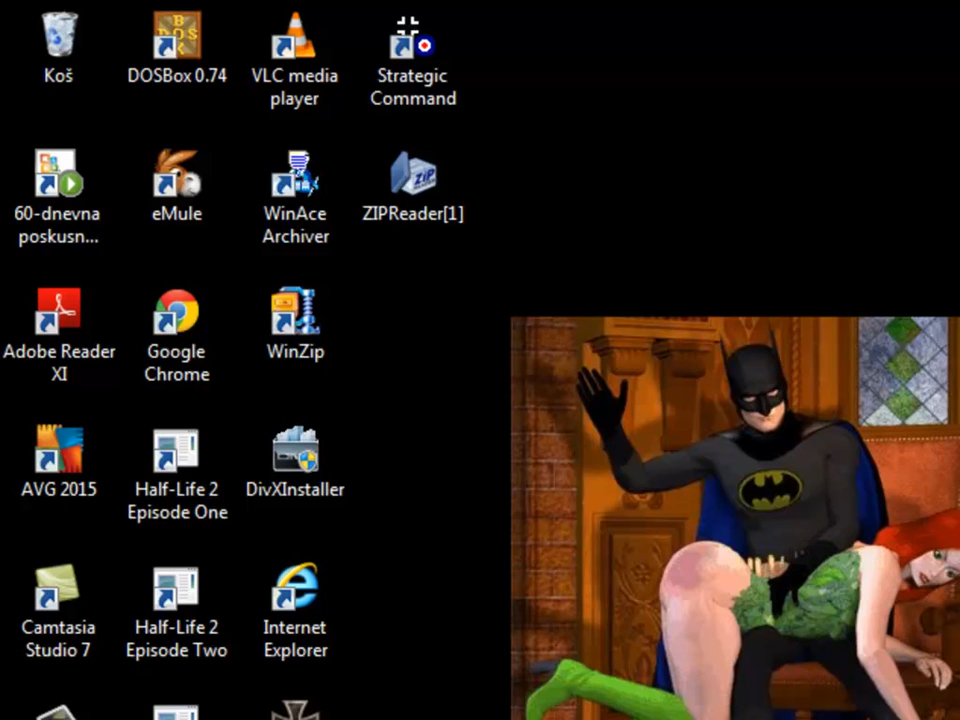 Koš
DOSBox 0.74
VLC media
player
Strategic
Command
60-dnevna
poskusn...
eMule
WinAce
Archiver
ZIPReader[1]
Adobe Reader
XI
Google
Chrome
WinZip
AVG 2015
Half-Life 2
Episode One
DivXInstaller
Camtasia
Studio 7
Half-Life 2
Episode Two
Internet
Explorer